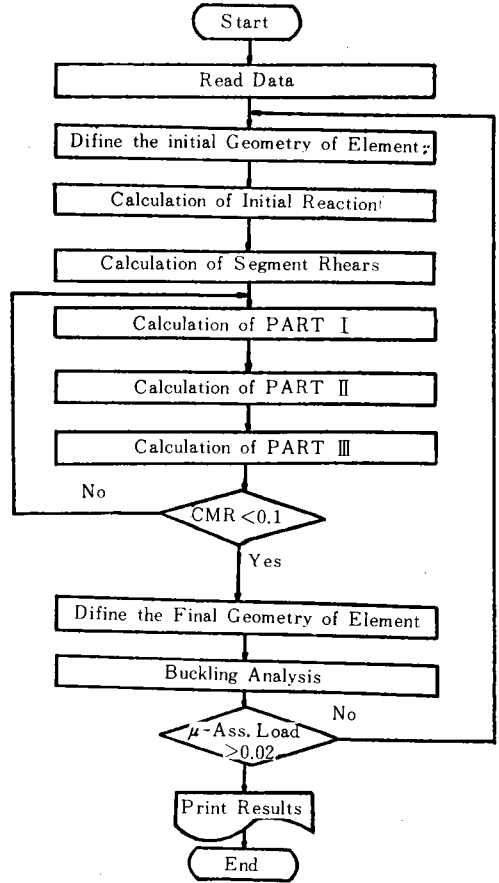 Start
Read Data
Difine the initial Geometry of Element;
Calculation of Initial Reaction
Calculation of Segment Rhears
Calculation of PART Ⅰ
Calculation of PART Ⅱ
Calculation of PART Ⅲ
No
CMR <0.1
Yes
Difine the Final Geometry of Element
Buckling Analysis
No
μ-Ass. Load
>0.02
Print Results
End